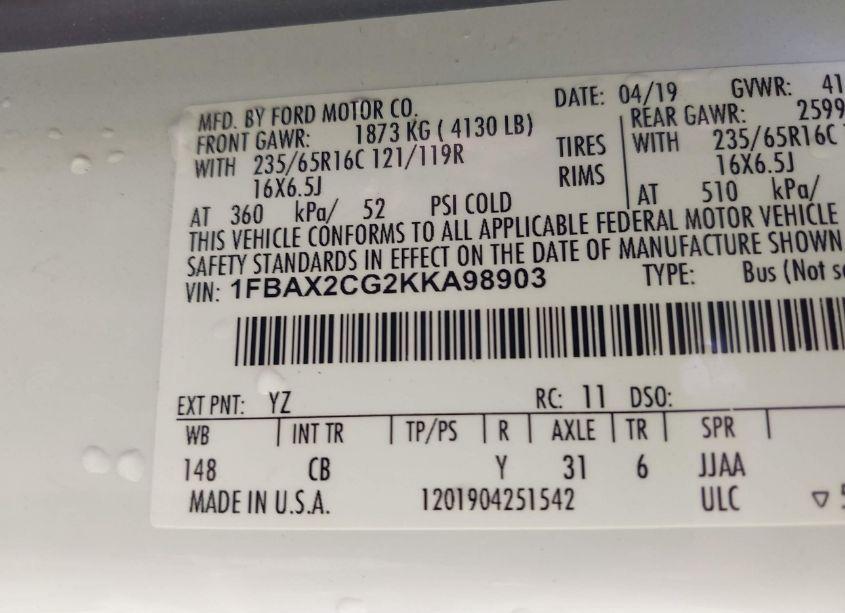 MFD. BY FORD MOTOR CO. DATE: 04/19 GVWR: 41
FRONT GAWR: 1873 KG ( 4130 LB) REAR GAWR: 2599
WITH 235/65R16C 121/119R TIRES WITH 235/65R16C
16X6.5J RIMS 16X6.5J
AT 360 kPa/ 52 PSI COLD AT 510 kPa/
THIS VEHICLE CONFORMS TO ALL APPLICABLE FEDERAL MOTOR VEHICLE
SAFETY STANDARDS IN EFFECT ON THE DATE OF MANUFACTURE SHOWN
VIN: 1FBAX2CG2KKA98903 TYPE: Bus (Not
EXT PNT: YZ RC: 11 DSO:
WB INT TR TP/PS R AXLE TR SPR
148 CB Y 31 6 JJAA
MADE IN U.S.A. 1201904251542 ULC